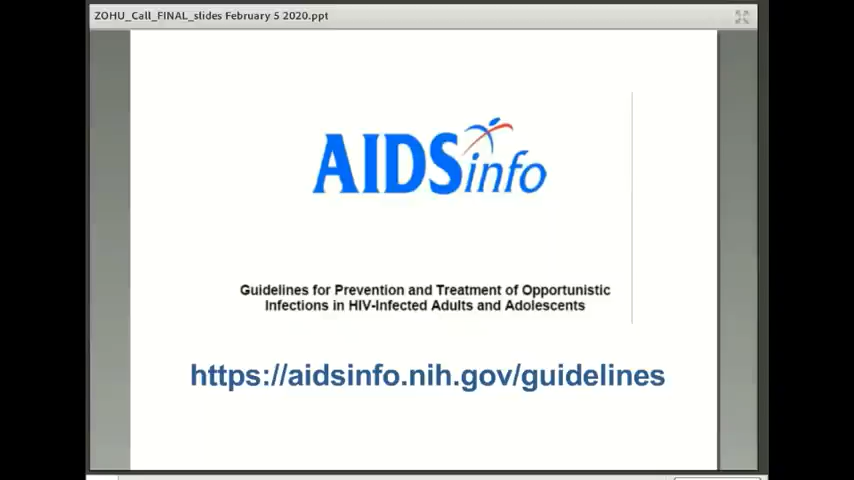 ZOHU_Call_FINAL_slides February 5 2020.ppt
AIDSinfo
Guidelines for Prevention and Treatment of Opportunistic
Infections in HIV-Infected Adults and Adolescents
https://aidsinfo.nih.gov/guidelines